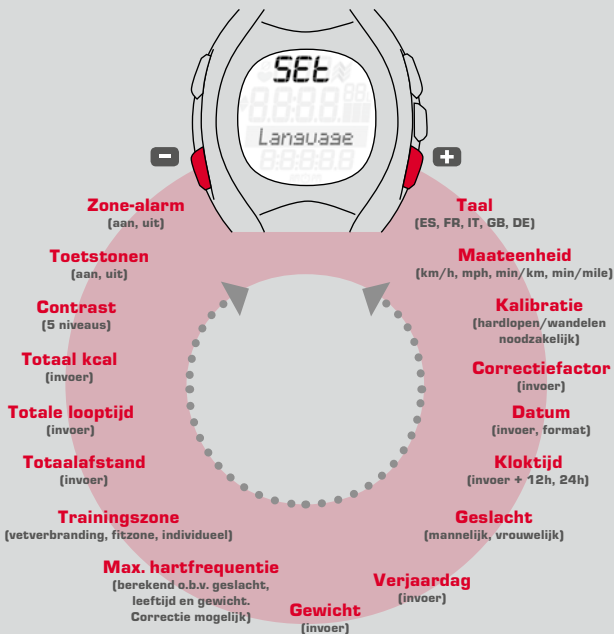 SEt
Language
-
+
Taal
(ES, FR, IT, GB, DE)
Maateenheid
(km/h, mph, min/km, min/mile)
Kalibratie
(hardlopen/wandelen
noodzakelijk)
Correctiefactor
(invoer)
Datum
(invoer, format)
Kloktijd
(invoer + 12h, 24h)
Geslacht
(mannelijk, vrouwelijk)
Verjaardag
(invoer)
Gewicht
(invoer)
Max. hartfrequentie
(berekend o.b.v. geslacht,
leeftijd en gewicht.
Correctie mogelijk)
Trainingszone
(vetverbranding, fitzone, individueel)
Totaalafstand
(invoer)
Totale looptijd
(invoer)
Totaal kcal
(invoer)
Contrast
(5 niveaus)
Toetstonen
(aan, uit)
Zone-alarm
(aan, uit)